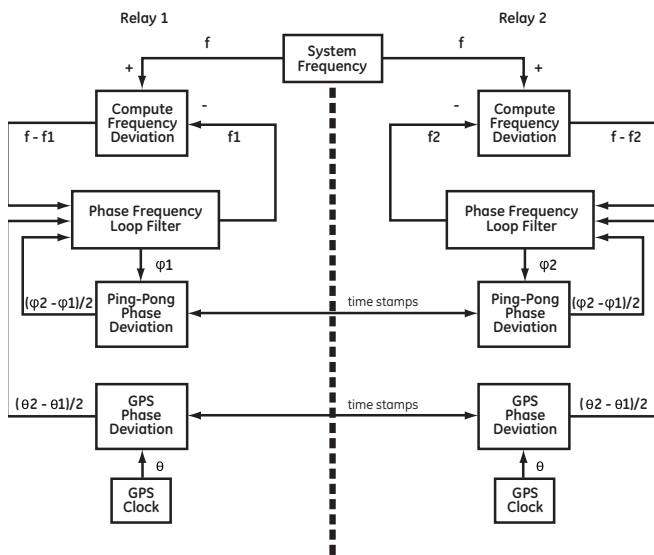 Relay 1
Relay 2
f
System
Frequency
f
+
+
Compute
Frequency
Deviation
-
-
Compute
Frequency
Deviation
f - f1
f1
f2
f - f2
Phase Frequency
Loop Filter
Phase Frequency
Loop Filter
φ1
φ2
(φ2 -φ1)/2
Ping-Pong
Phase
Deviation
time stamps
Ping-Pong
Phase
Deviation
(φ2 -φ1)/2
(θ2 - θ1)/2
GPS
Phase
Deviation
time stamps
GPS
Phase
Deviation
(θ2 - θ1)/2
θ
θ
GPS
Clock
GPS
Clock